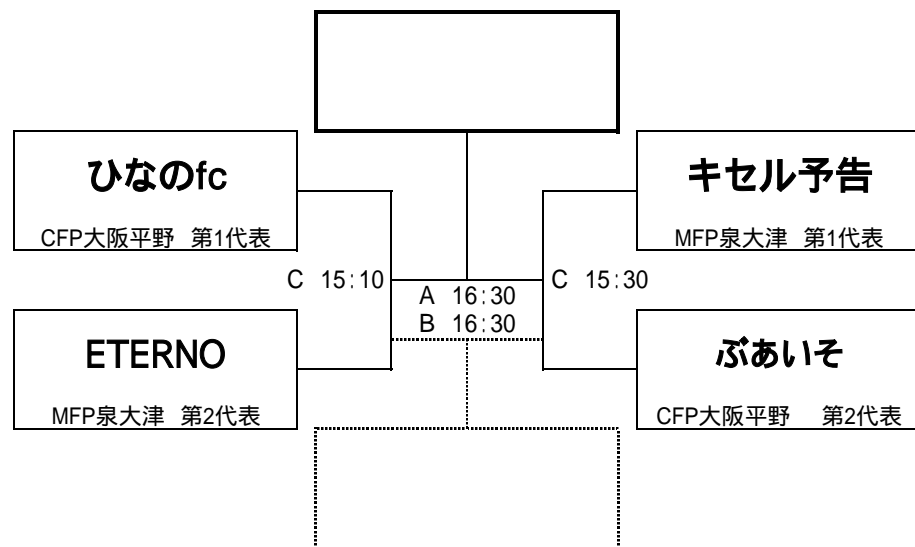 ひなのfc
CFP大阪平野 第1代表
キセル予告
MFP泉大津 第1代表
C 15:10
A 16:30
B 16:30
C 15:30
ETERNO
MFP泉大津 第2代表
ぶあいそ
CFP大阪平野 第2代表